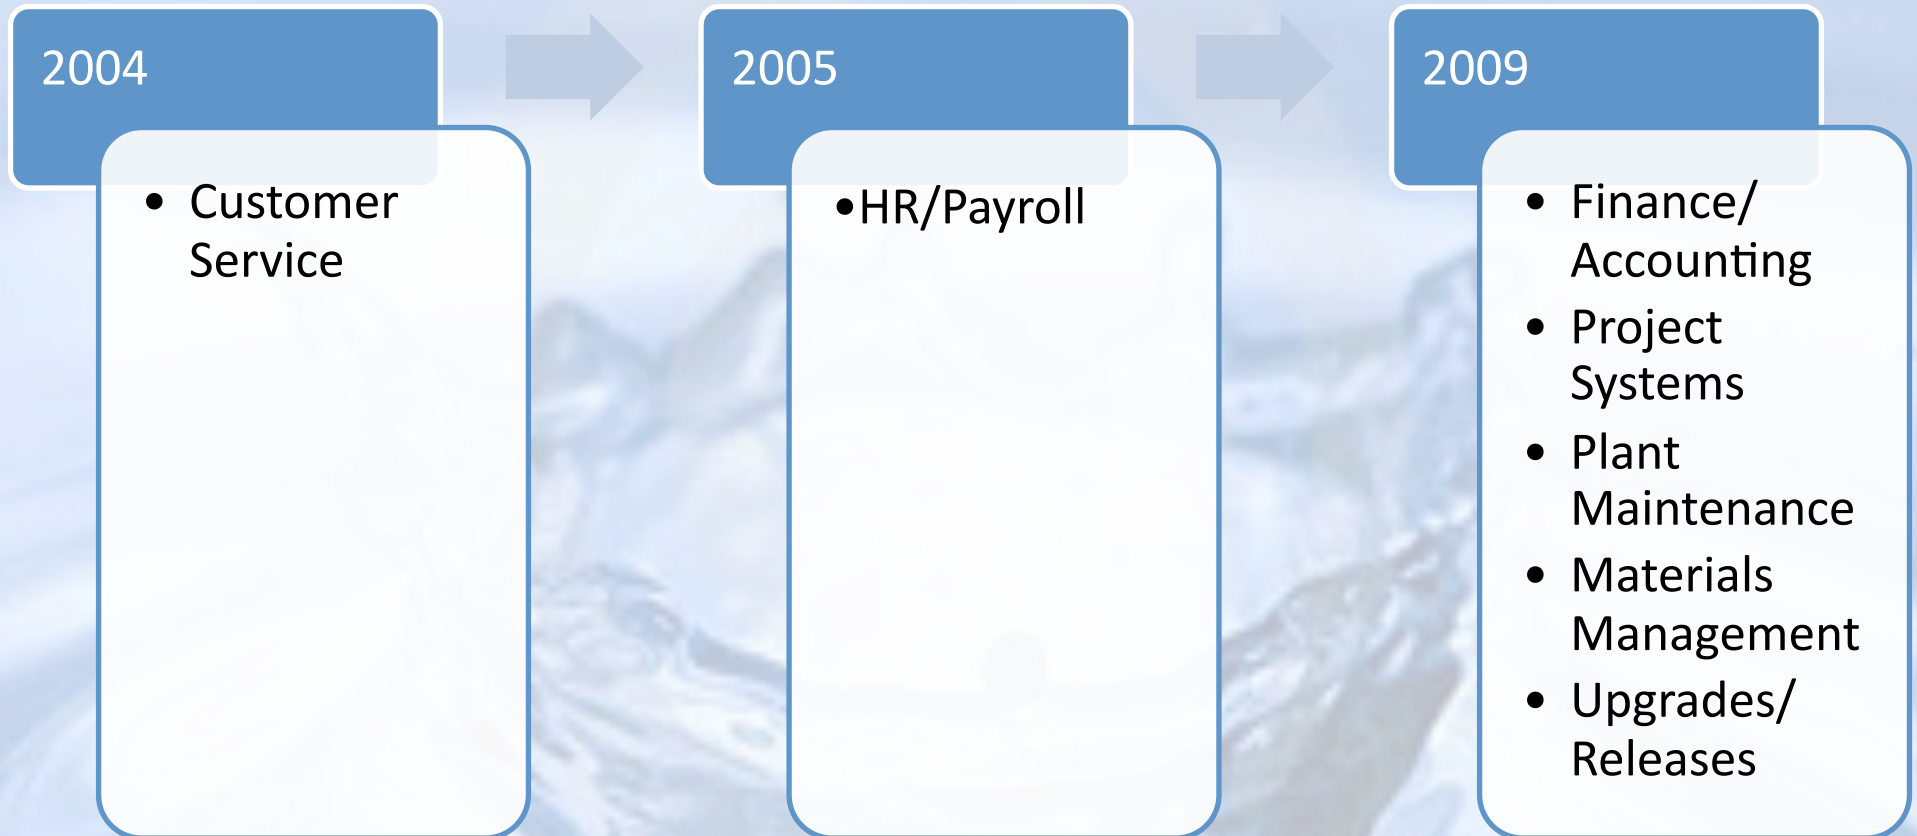 2004
• Customer
Service
2005
•HR/Payroll
2009
• Finance/
Accounting
• Project
Systems
• Plant
Maintenance
• Materials
Management
• Upgrades/
Releases